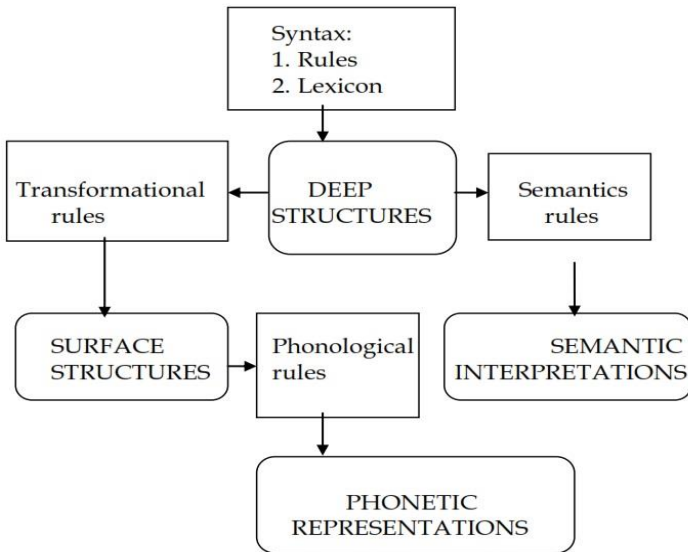 Syntax:
1. Rules
2. Lexicon
Transformational
rules
DEEP
STRUCTURES
Semantics
rules
SURFACE
STRUCTURES
Phonological
rules
SEMANTIC
INTERPRETATIONS
PHONETIC
REPRESENTATIONS